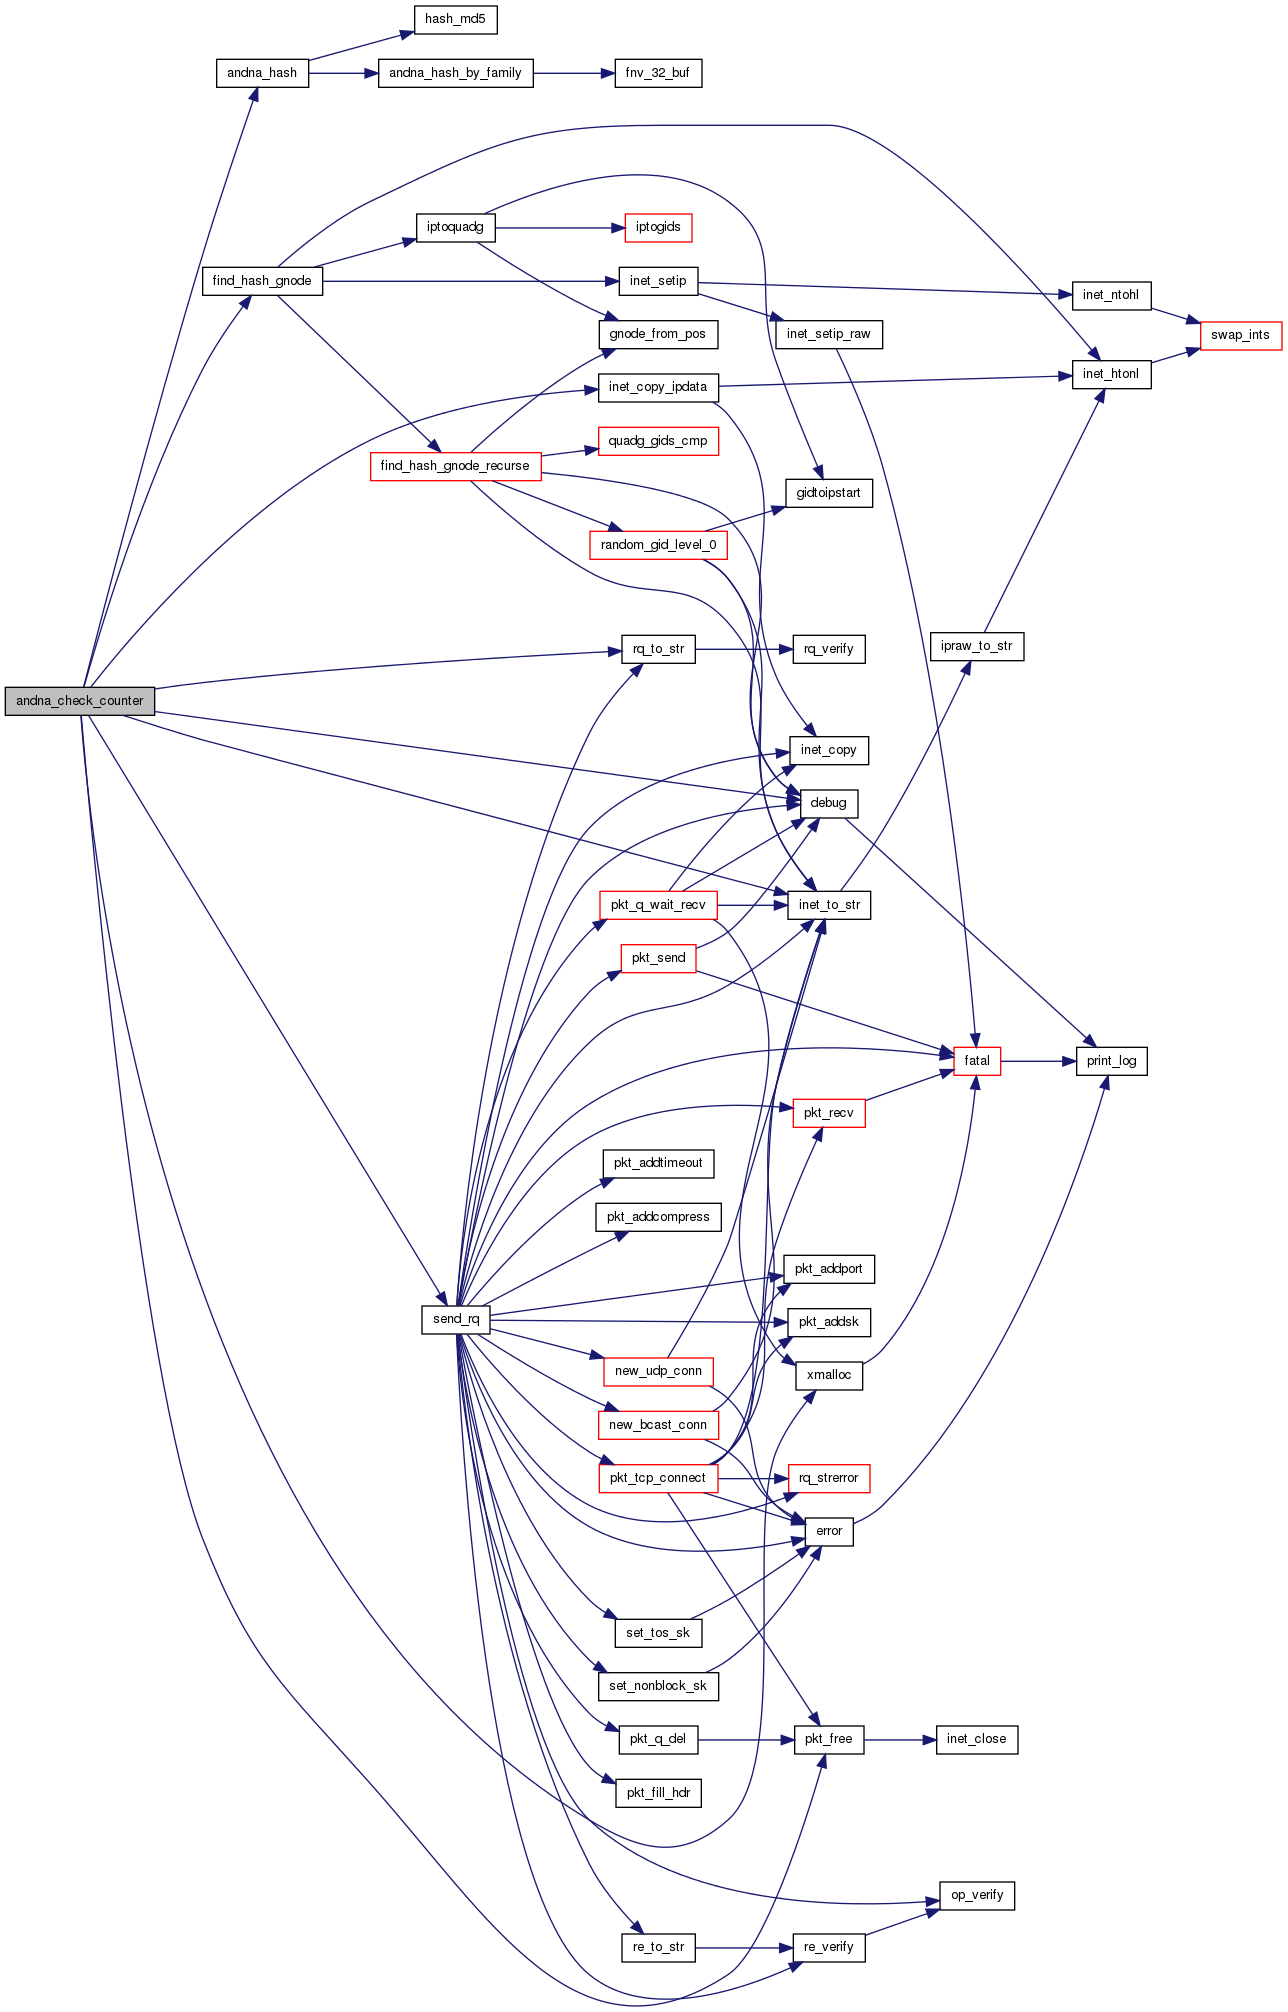 hash_md5
andna_hash
andna_hash_by_family
fnv_32_buf
iptoquadg
iptogids
find_hash_gnode
inet_setip
inet_ntohl
gnode_from_pos
inet_setip_raw
swap_ints
inet_copy_ipdata
inet_htonl
quadg_gids_cmp
find_hash_gnode_recurse
gidtoipstart
random_gid_level_0
rq_to_str
rq_verify
ipraw_to_str
andna_check_counter
inet_copy
debug
pkt_q_wait_recv
inet_to_str
pkt_send
fatal
print_log
pkt_recv
pkt_addtimeout
pkt_addcompress
pkt_addport
send_rq
pkt_addsk
new_udp_conn
xmalloc
new_bcast_conn
pkt_tcp_connect
rq_strerror
error
set_tos_sk
set_nonblock_sk
pkt_q_del
pkt_free
inet_close
pkt_fill_hdr
op_verify
re_to_str
re_verify